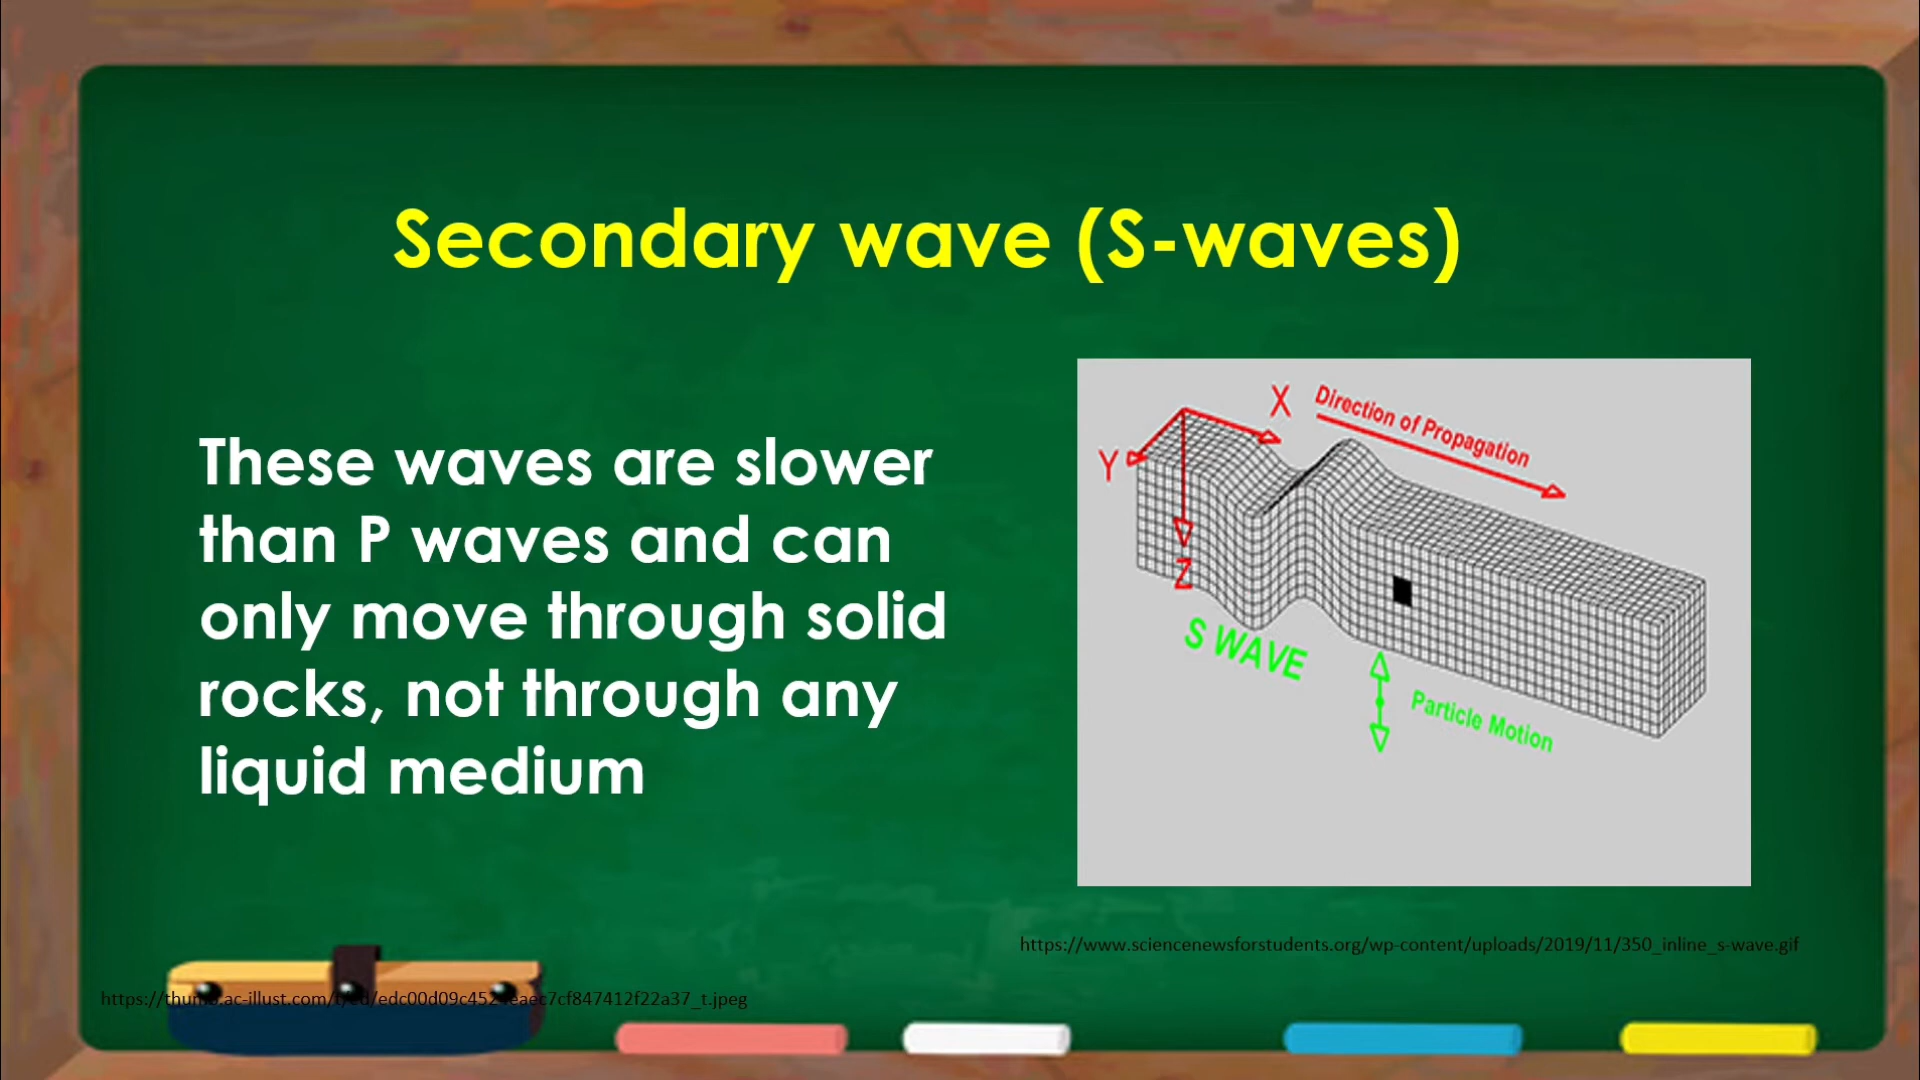 Secondary wave (S-waves)
These waves are slower
than P waves and can
only move through solid
rocks, not through any
liquid medium
X
Direction of Propagation
Y
Z
S WAVE
Particle Motion
https://www.sciencenewsforstudents.org/wp-content/uploads/2019/11/350_inline_s-wave.gif